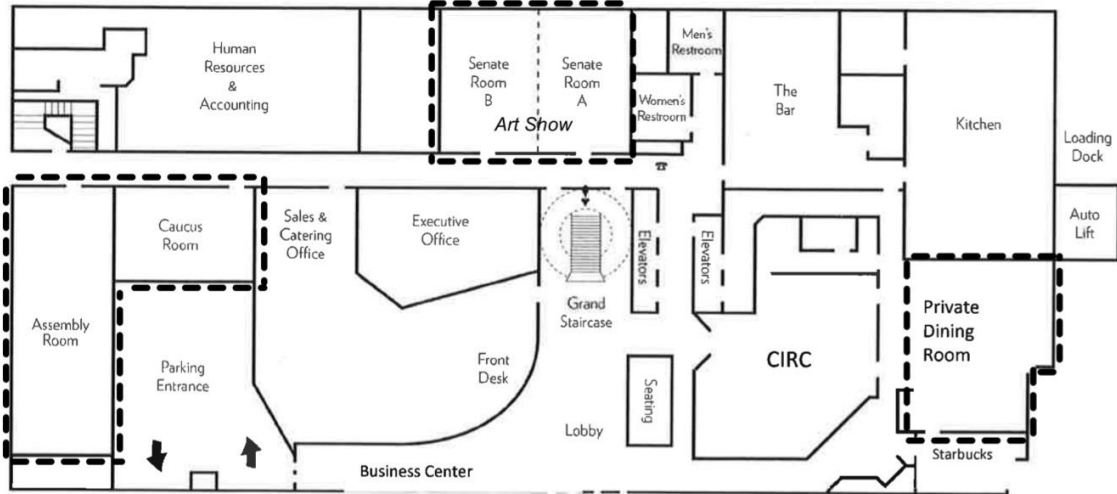 Human
Resources
&
Accounting
Senate
Room
B
Senate
Room
A
Art Show
Men's
Restroom
Women's
Restroom
The
Bar
Kitchen
Loading
Dock
Auto
Lift
Caucus
Room
Sales &
Catering
Office
Executive
Office
Elevators
Elevators
Grand
Staircase
Assembly
Room
Parking
Entrance
Front
Desk
Seating
CIRC
Private
Dining
Room
Lobby
Business Center
Starbucks